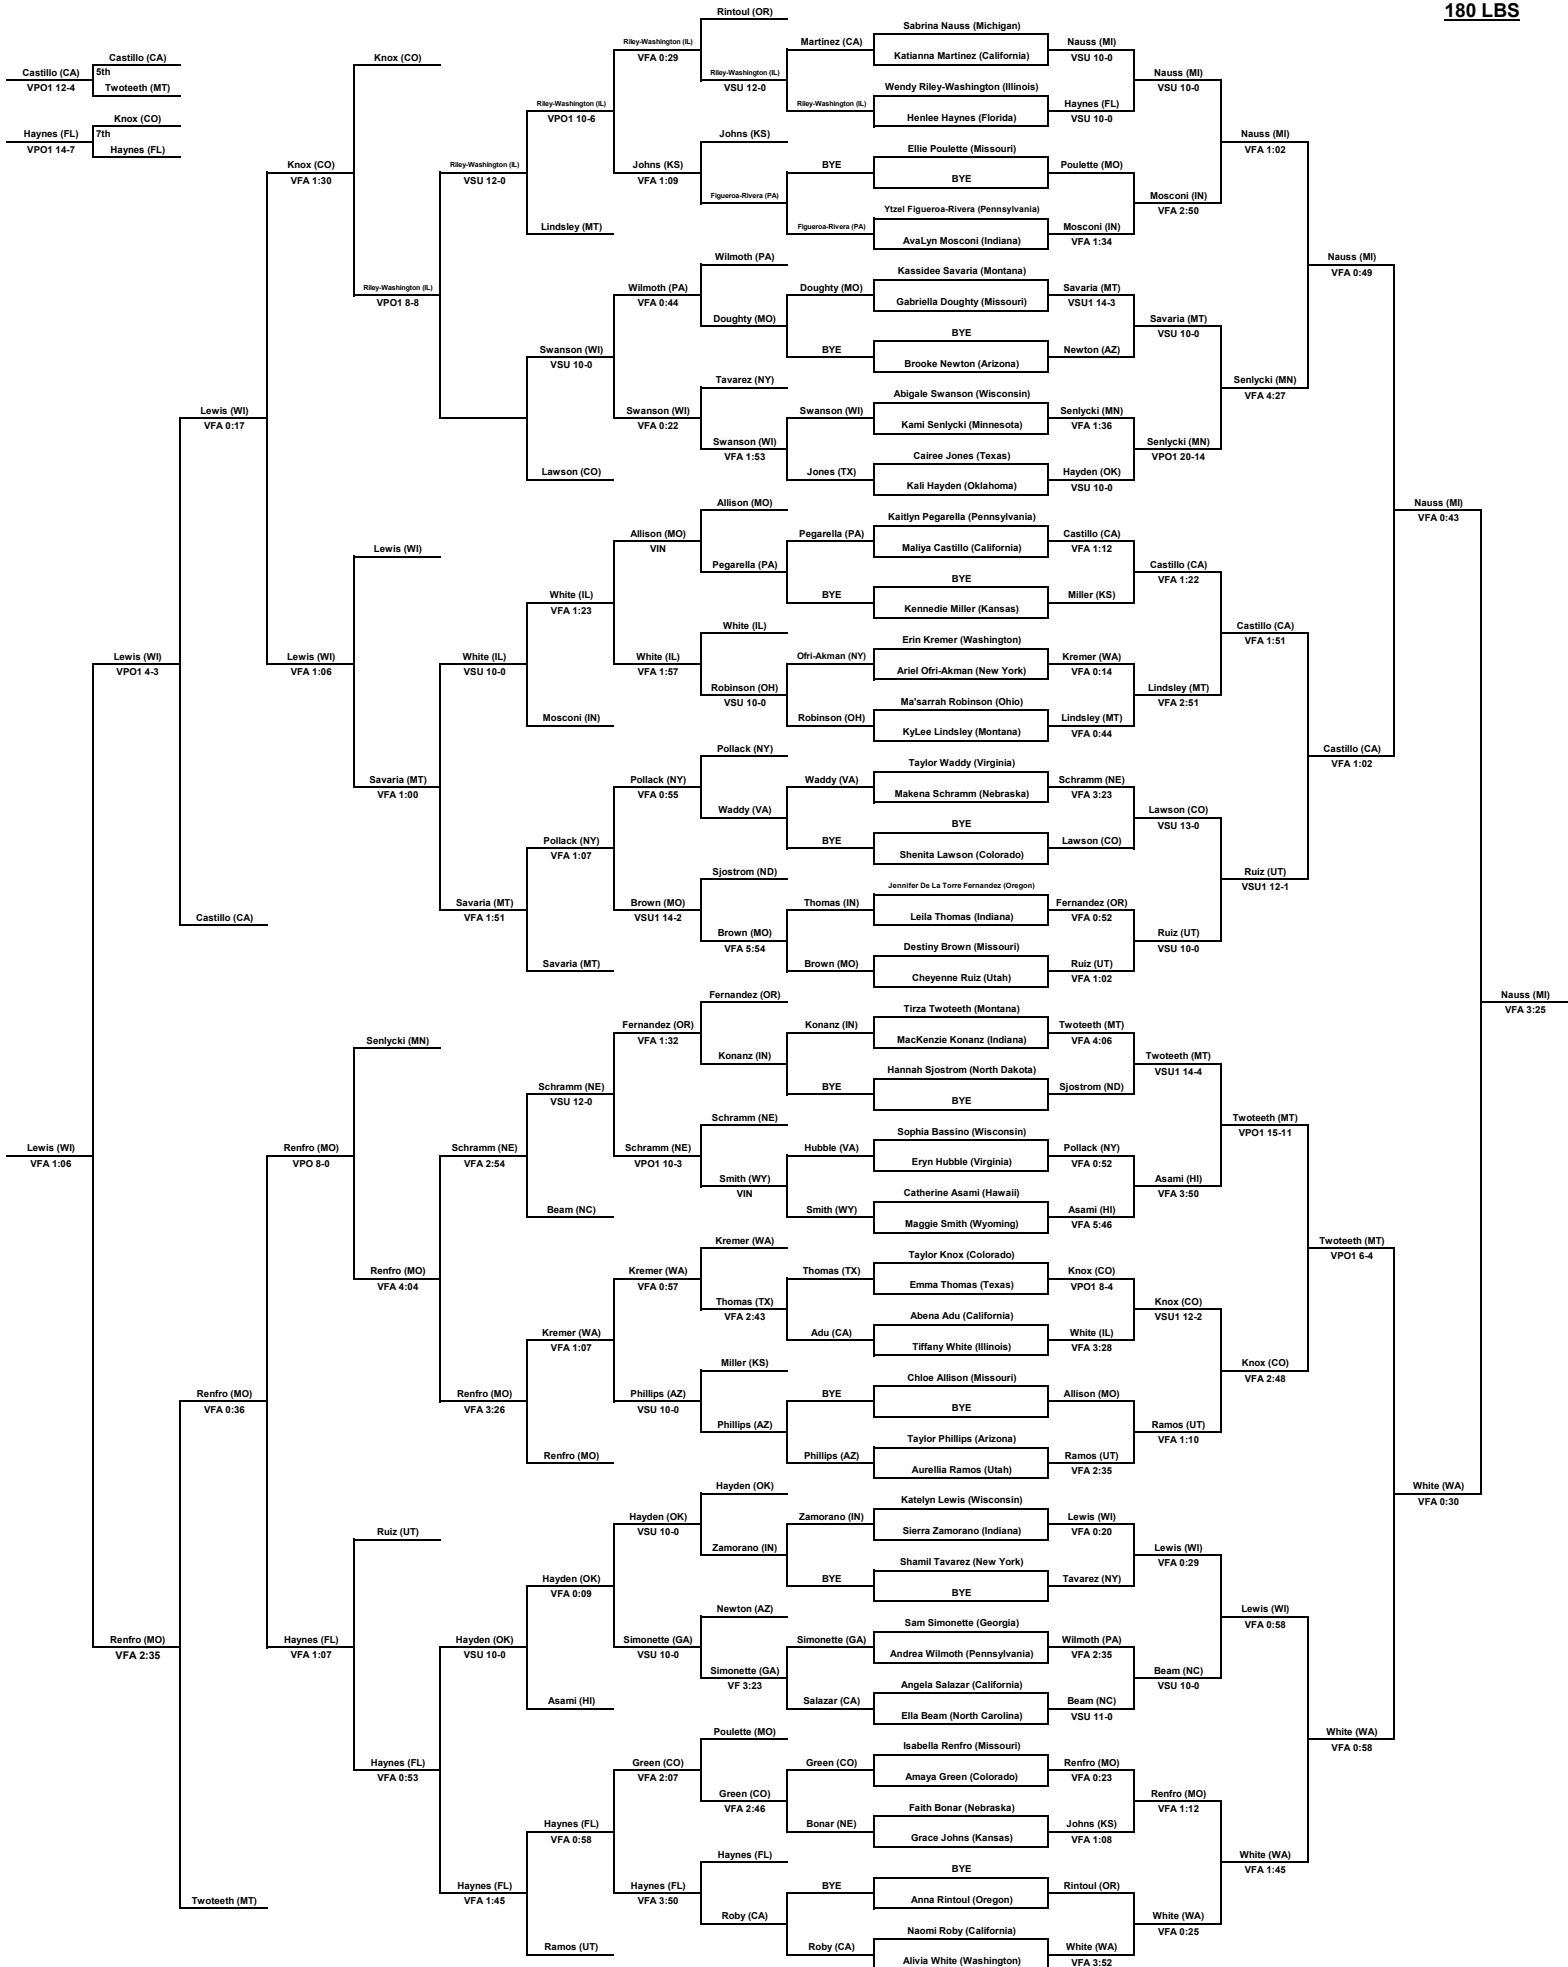 180 LBS
Castillo (CA)
VPO1 12-4
Castillo (CA)
5th
Twoteeth (MT)
Haynes (FL)
VPO1 14-7
Knox (CO)
7th
Haynes (FL)
Lewis (WI)
VFA 1:06
Lewis (WI)
VPO1 4-3
Renfro (MO)
VFA 2:35
Lewis (WI)
VFA 0:17
Castillo (CA)
Renfro (MO)
VFA 0:36
Twoteeth (MT)
Knox (CO)
VFA 1:30
Lewis (WI)
VFA 1:06
Renfro (MO)
VPO 8-0
Haynes (FL)
VFA 1:07
Knox (CO)
Riley-Washington (IL)
VPO1 8-8
Lewis (WI)
Savaria (MT)
VFA 1:00
Senlycki (MN)
Renfro (MO)
VFA 4:04
Ruiz (UT)
Haynes (FL)
VFA 0:53
Riley-Washington (IL)
VSU 12-0
White (IL)
VSU 10-0
Savaria (MT)
VFA 1:51
Schramm (NE)
VFA 2:54
Renfro (MO)
VFA 3:26
Hayden (OK)
VSU 10-0
Haynes (FL)
VFA 1:45
Riley-Washington (IL)
VPO1 10-6
Lindsley (MT)
Swanson (WI)
VSU 10-0
Lawson (CO)
White (IL)
VFA 1:23
Mosconi (IN)
Pollack (NY)
VFA 1:07
Savaria (MT)
Schramm (NE)
VSU 12-0
Beam (NC)
Kremer (WA)
VFA 1:07
Renfro (MO)
Hayden (OK)
VFA 0:09
Asami (HI)
Haynes (FL)
VFA 0:58
Ramos (UT)
Riley-Washington (IL)
VFA 0:29
Johns (KS)
VFA 1:09
Wilmoth (PA)
VFA 0:44
Swanson (WI)
VFA 0:22
Allison (MO)
VIN
White (IL)
VFA 1:57
Pollack (NY)
VFA 0:55
Brown (MO)
VSU1 14-2
Fernandez (OR)
VFA 1:32
Schramm (NE)
VPO1 10-3
Kremer (WA)
VFA 0:57
Phillips (AZ)
VSU 10-0
Hayden (OK)
VSU 10-0
Simonette (GA)
VSU 10-0
Green (CO)
VFA 2:07
Haynes (FL)
VFA 3:50
Rintoul (OR)
Riley-Washington (IL)
VSU 12-0
Johns (KS)
Figueroa-Rivera (PA)
Wilmoth (PA)
Doughty (MO)
Tavarez (NY)
Swanson (WI)
VFA 1:53
Allison (MO)
Pegarella (PA)
White (IL)
Robinson (OH)
VSU 10-0
Pollack (NY)
Waddy (VA)
Sjostrom (ND)
Brown (MO)
VFA 5:54
Fernandez (OR)
Konanz (IN)
Schramm (NE)
Smith (WY)
VIN
Kremer (WA)
Thomas (TX)
VFA 2:43
Miller (KS)
Phillips (AZ)
Hayden (OK)
Zamorano (IN)
Newton (AZ)
Simonette (GA)
VF 3:23
Poulette (MO)
Green (CO)
VFA 2:46
Haynes (FL)
Roby (CA)
Martinez (CA)
Riley-Washington (IL)
BYE
Figueroa-Rivera (PA)
Doughty (MO)
BYE
Swanson (WI)
Jones (TX)
Pegarella (PA)
BYE
Ofri-Akman (NY)
Robinson (OH)
Waddy (VA)
BYE
Thomas (IN)
Brown (MO)
Konanz (IN)
BYE
Hubble (VA)
Smith (WY)
Thomas (TX)
Adu (CA)
BYE
Phillips (AZ)
Zamorano (IN)
BYE
Simonette (GA)
Salazar (CA)
Green (CO)
Bonar (NE)
BYE
Roby (CA)
Sabrina Nauss (Michigan)
Katianna Martinez (California)
Wendy Riley-Washington (Illinois)
Henlee Haynes (Florida)
Ellie Poulette (Missouri)
BYE
Ytzel Figueroa-Rivera (Pennsylvania)
AvaLyn Mosconi (Indiana)
Kassidee Savaria (Montana)
Gabriella Doughty (Missouri)
BYE
Brooke Newton (Arizona)
Abigale Swanson (Wisconsin)
Kami Senlycki (Minnesota)
Cairee Jones (Texas)
Kali Hayden (Oklahoma)
Kaitlyn Pegarella (Pennsylvania)
Maliya Castillo (California)
BYE
Kennedie Miller (Kansas)
Erin Kremer (Washington)
Ariel Ofri-Akman (New York)
Ma'sarrah Robinson (Ohio)
KyLee Lindsley (Montana)
Taylor Waddy (Virginia)
Makena Schramm (Nebraska)
BYE
Shenita Lawson (Colorado)
Jennifer De La Torre Fernandez (Oregon)
Leila Thomas (Indiana)
Destiny Brown (Missouri)
Cheyenne Ruiz (Utah)
Tirza Twoteeth (Montana)
MacKenzie Konanz (Indiana)
Hannah Sjostrom (North Dakota)
BYE
Sophia Bassino (Wisconsin)
Eryn Hubble (Virginia)
Catherine Asami (Hawaii)
Maggie Smith (Wyoming)
Taylor Knox (Colorado)
Emma Thomas (Texas)
Abena Adu (California)
Tiffany White (Illinois)
Chloe Allison (Missouri)
BYE
Taylor Phillips (Arizona)
Aurellia Ramos (Utah)
Katelyn Lewis (Wisconsin)
Sierra Zamorano (Indiana)
Shamil Tavarez (New York)
BYE
Sam Simonette (Georgia)
Andrea Wilmoth (Pennsylvania)
Angela Salazar (California)
Ella Beam (North Carolina)
Isabella Renfro (Missouri)
Amaya Green (Colorado)
Faith Bonar (Nebraska)
Grace Johns (Kansas)
BYE
Anna Rintoul (Oregon)
Naomi Roby (California)
Alivia White (Washington)
Nauss (MI)
VSU 10-0
Haynes (FL)
VSU 10-0
Poulette (MO)
Mosconi (IN)
VFA 1:34
Savaria (MT)
VSU1 14-3
Newton (AZ)
Senlycki (MN)
VFA 1:36
Hayden (OK)
VSU 10-0
Castillo (CA)
VFA 1:12
Miller (KS)
Kremer (WA)
VFA 0:14
Lindsley (MT)
VFA 0:44
Schramm (NE)
VFA 3:23
Lawson (CO)
Fernandez (OR)
VFA 0:52
Ruiz (UT)
VFA 1:02
Twoteeth (MT)
VFA 4:06
Sjostrom (ND)
Pollack (NY)
VFA 0:52
Asami (HI)
VFA 5:46
Knox (CO)
VPO1 8-4
White (IL)
VFA 3:28
Allison (MO)
Ramos (UT)
VFA 2:35
Lewis (WI)
VFA 0:20
Tavarez (NY)
Wilmoth (PA)
VFA 2:35
Beam (NC)
VSU 11-0
Renfro (MO)
VFA 0:23
Johns (KS)
VFA 1:08
Rintoul (OR)
White (WA)
VFA 3:52
Nauss (MI)
VSU 10-0
Mosconi (IN)
VFA 2:50
Savaria (MT)
VSU 10-0
Senlycki (MN)
VPO1 20-14
Castillo (CA)
VFA 1:22
Lindsley (MT)
VFA 2:51
Lawson (CO)
VSU 13-0
Ruiz (UT)
VSU 10-0
Twoteeth (MT)
VSU1 14-4
Asami (HI)
VFA 3:50
Knox (CO)
VSU1 12-2
Ramos (UT)
VFA 1:10
Lewis (WI)
VFA 0:29
Beam (NC)
VSU 10-0
Renfro (MO)
VFA 1:12
White (WA)
VFA 0:25
Nauss (MI)
VFA 1:02
Senlycki (MN)
VFA 4:27
Castillo (CA)
VFA 1:51
Ruiz (UT)
VSU1 12-1
Twoteeth (MT)
VPO1 15-11
Knox (CO)
VFA 2:48
Lewis (WI)
VFA 0:58
White (WA)
VFA 1:45
Nauss (MI)
VFA 0:49
Castillo (CA)
VFA 1:02
Twoteeth (MT)
VPO1 6-4
White (WA)
VFA 0:58
Nauss (MI)
VFA 0:43
White (WA)
VFA 0:30
Nauss (MI)
VFA 3:25